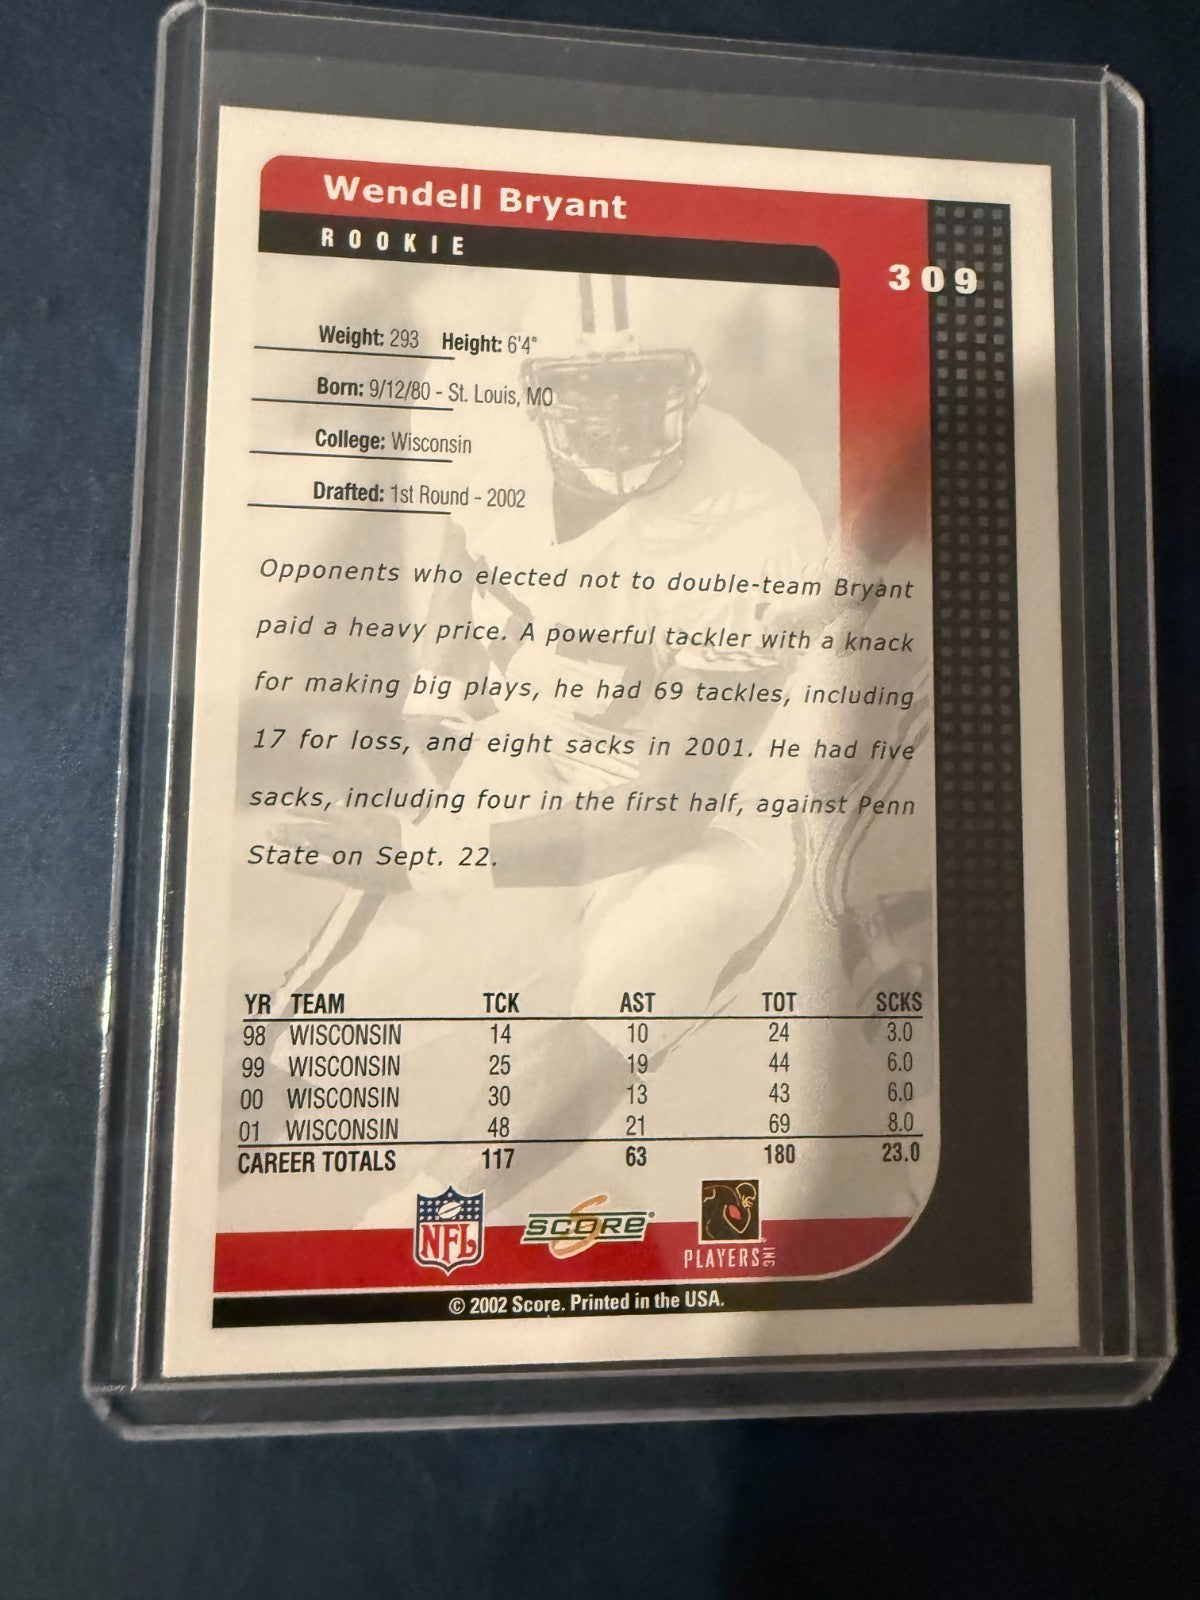 Wendell Bryant
ROOKIE
309
Weight: 293 Height: 6'4"
Born: 9/12/80 - St. Louis, MO
College: Wisconsin
Drafted: 1st Round - 2002
Opponents who elected not to double-team Bryant
paid a heavy price. A powerful tackler with a knack
for making big plays, he had 69 tackles, including
17 for loss, and eight sacks in 2001. He had five
sacks, including four in the first half, against Penn
State on Sept. 22.
YR TEAM TCK AST TOT SCKS
98 WISCONSIN 14 10 24 3.0
99 WISCONSIN 25 19 44 6.0
00 WISCONSIN 30 13 43 6.0
01 WISCONSIN 48 21 69 8.0
CAREER TOTALS 117 63 180 23.0
NFL SCORE PLAYERS INC
© 2002 Score. Printed in the USA.